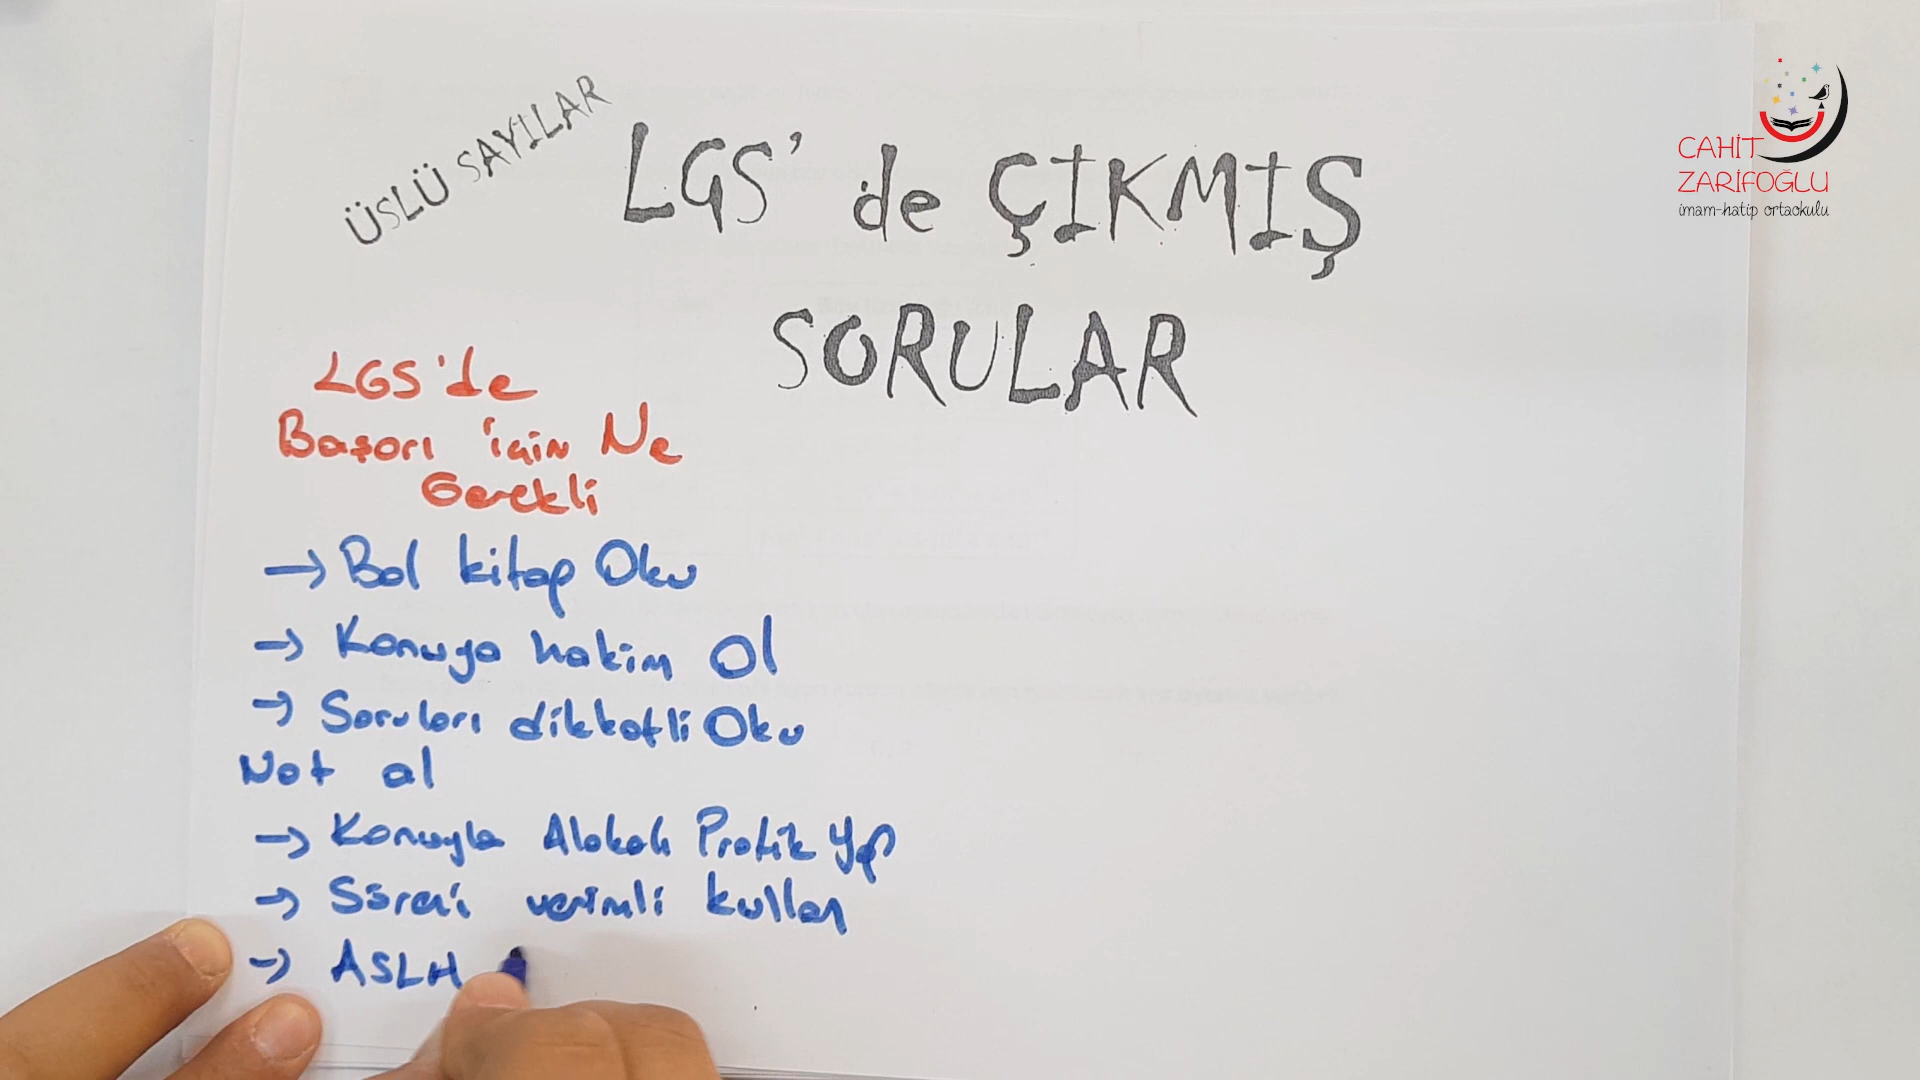 ÜSLÜ SAYILAR
LGS' de ÇIKMIŞ
SORULAR
CAHİT
ZARİFOĞLU
imam-hatip ortaokulu
LGS'de
Başarı için Ne
Gerekli
→ Bol kitap Oku
→ Konuya hakim Ol
→ Soruları dikkatli Oku
Not al
→ Konuyla Alakalı Pratik Yap
→ Süre'i verimli kullan
→ ASLA